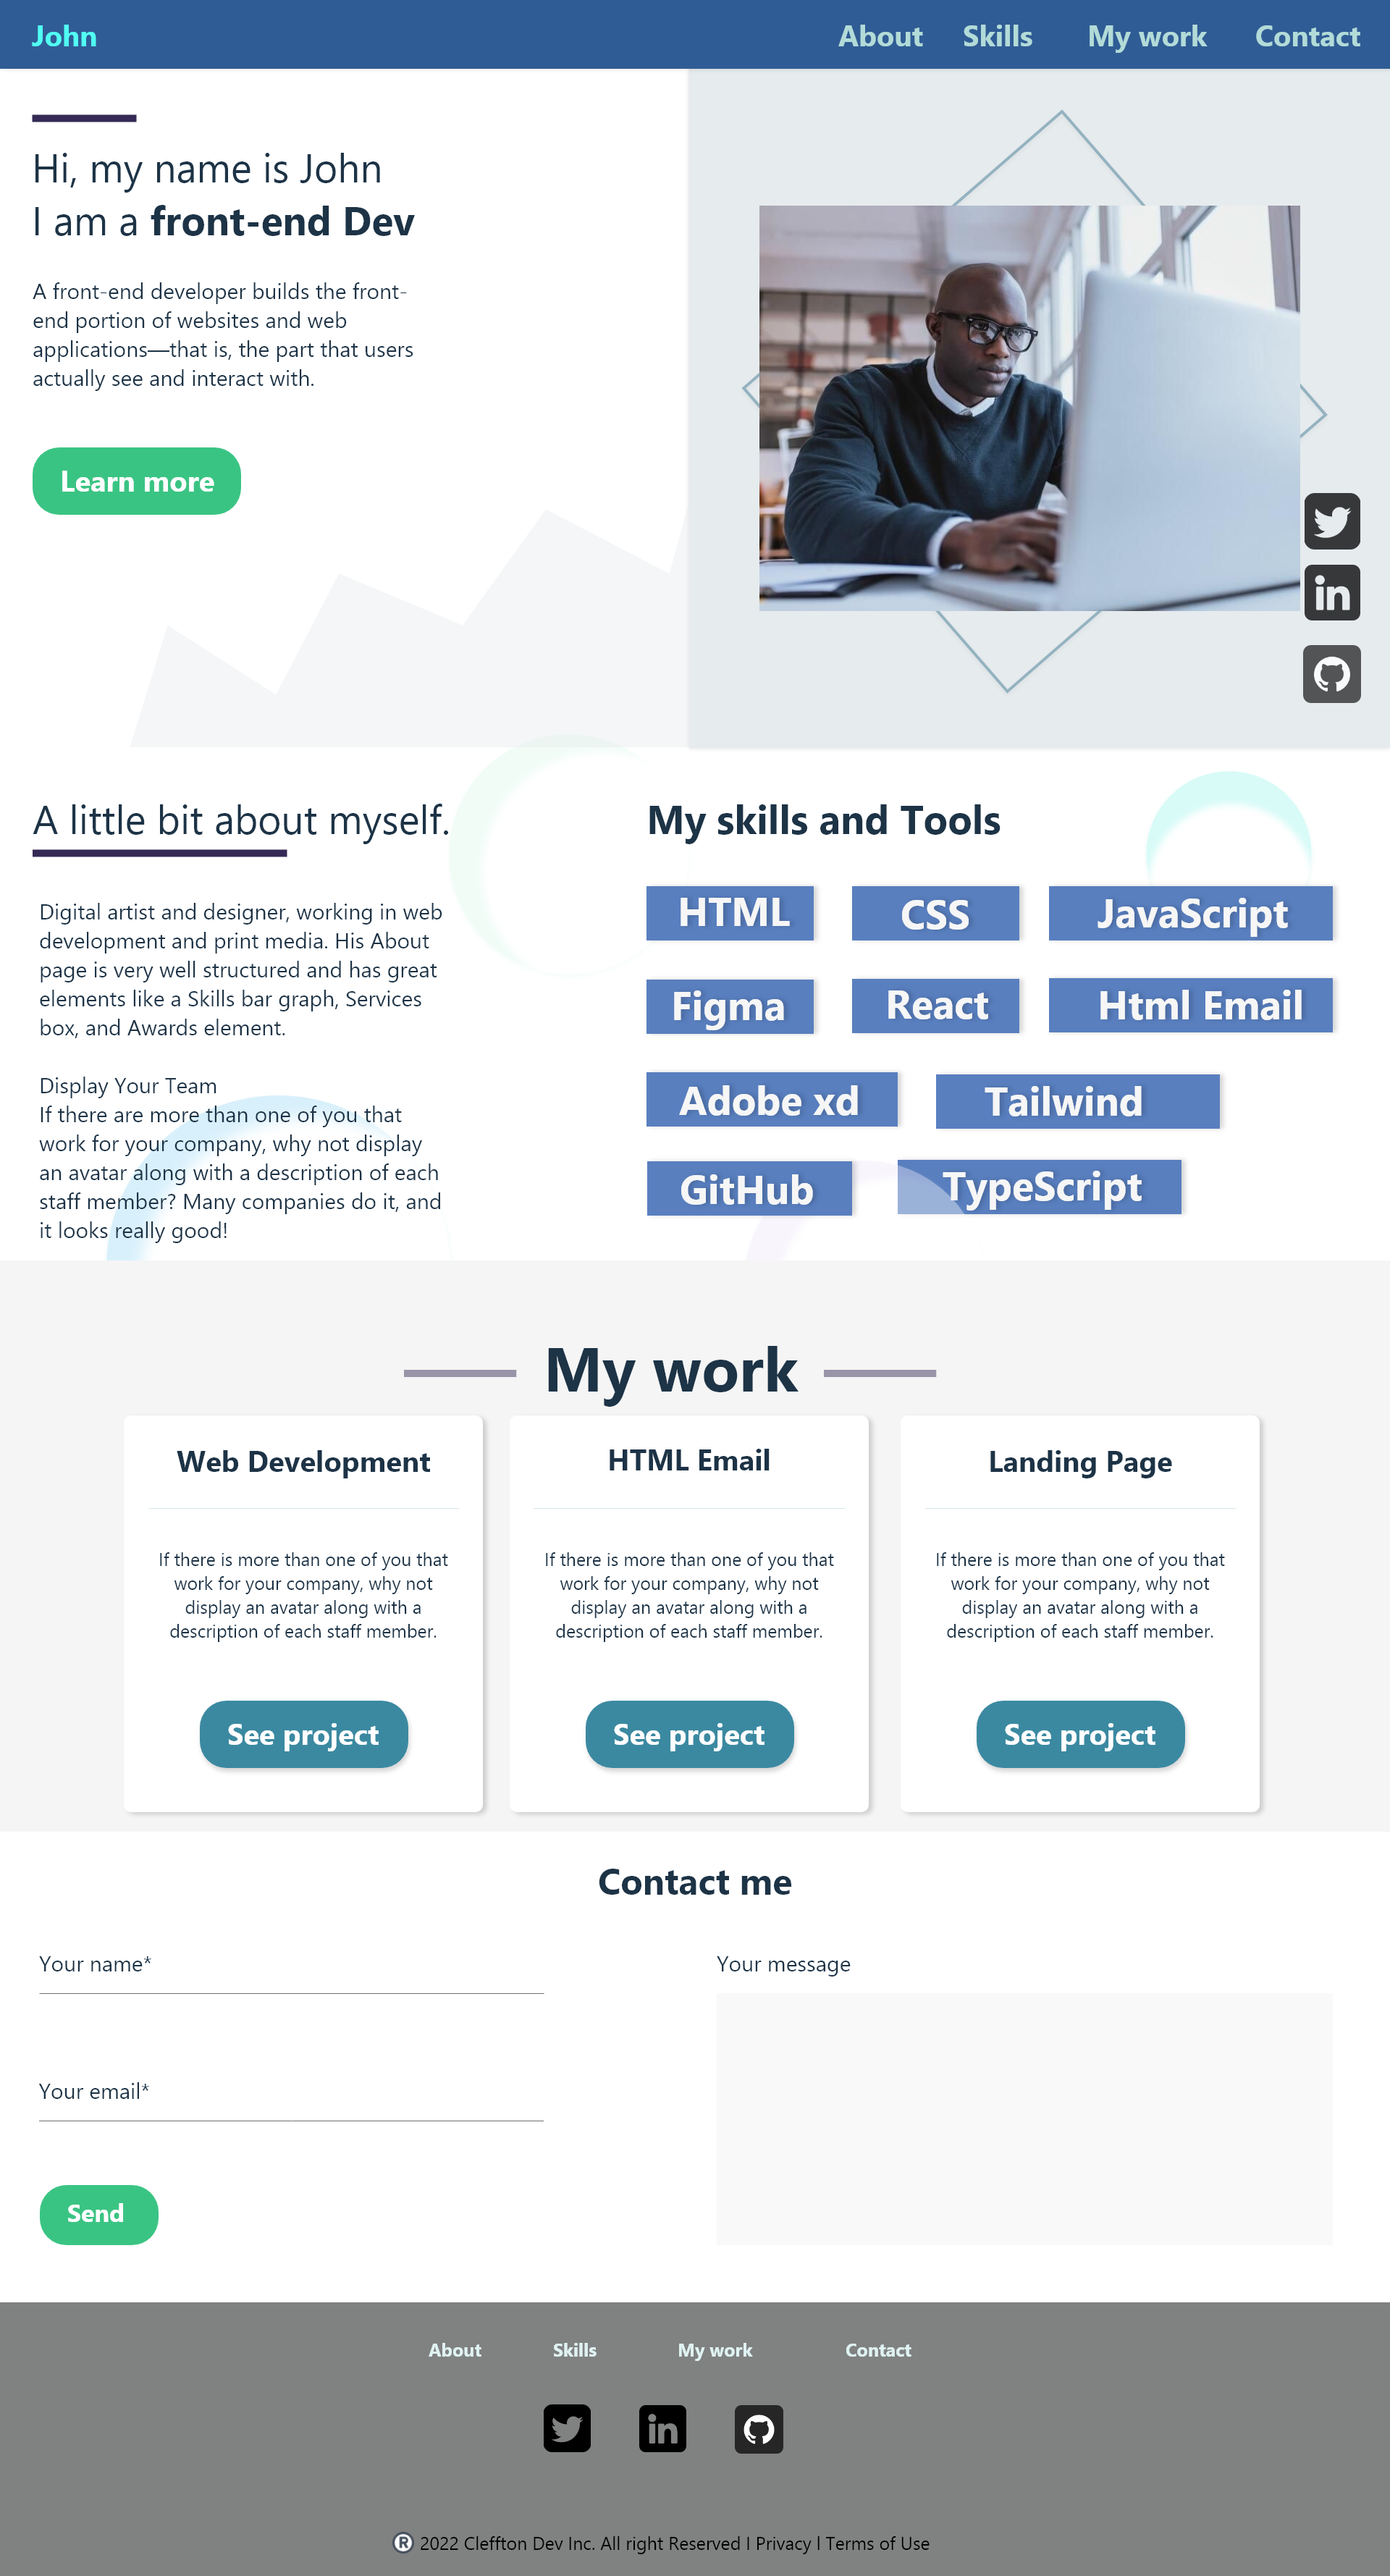 John
About Skills My work Contact
Hi, my name is John
I am a front-end Dev
A front-end developer builds the front-
end portion of websites and web
applications—that is, the part that users
actually see and interact with.
Learn more
in
A little bit about myself.
Digital artist and designer, working in web
development and print media. His About
page is very well structured and has great
elements like a Skills bar graph, Services
box, and Awards element.
Display Your Team
If there are more than one of you that
work for your company, why not display
an avatar along with a description of each
staff member? Many companies do it, and
it looks really good!
My skills and Tools
HTML CSS JavaScript
Figma React Html Email
Adobe xd Tailwind
GitHub TypeScript
My work
Web Development
If there is more than one of you that
work for your company, why not
display an avatar along with a
description of each staff member.
See project
HTML Email
If there is more than one of you that
work for your company, why not
display an avatar along with a
description of each staff member.
See project
Landing Page
If there is more than one of you that
work for your company, why not
display an avatar along with a
description of each staff member.
See project
Contact me
Your name*
Your email*
Send
Your message
About Skills My work Contact
in
® 2022 Cleffton Dev Inc. All right Reserved I Privacy l Terms of Use